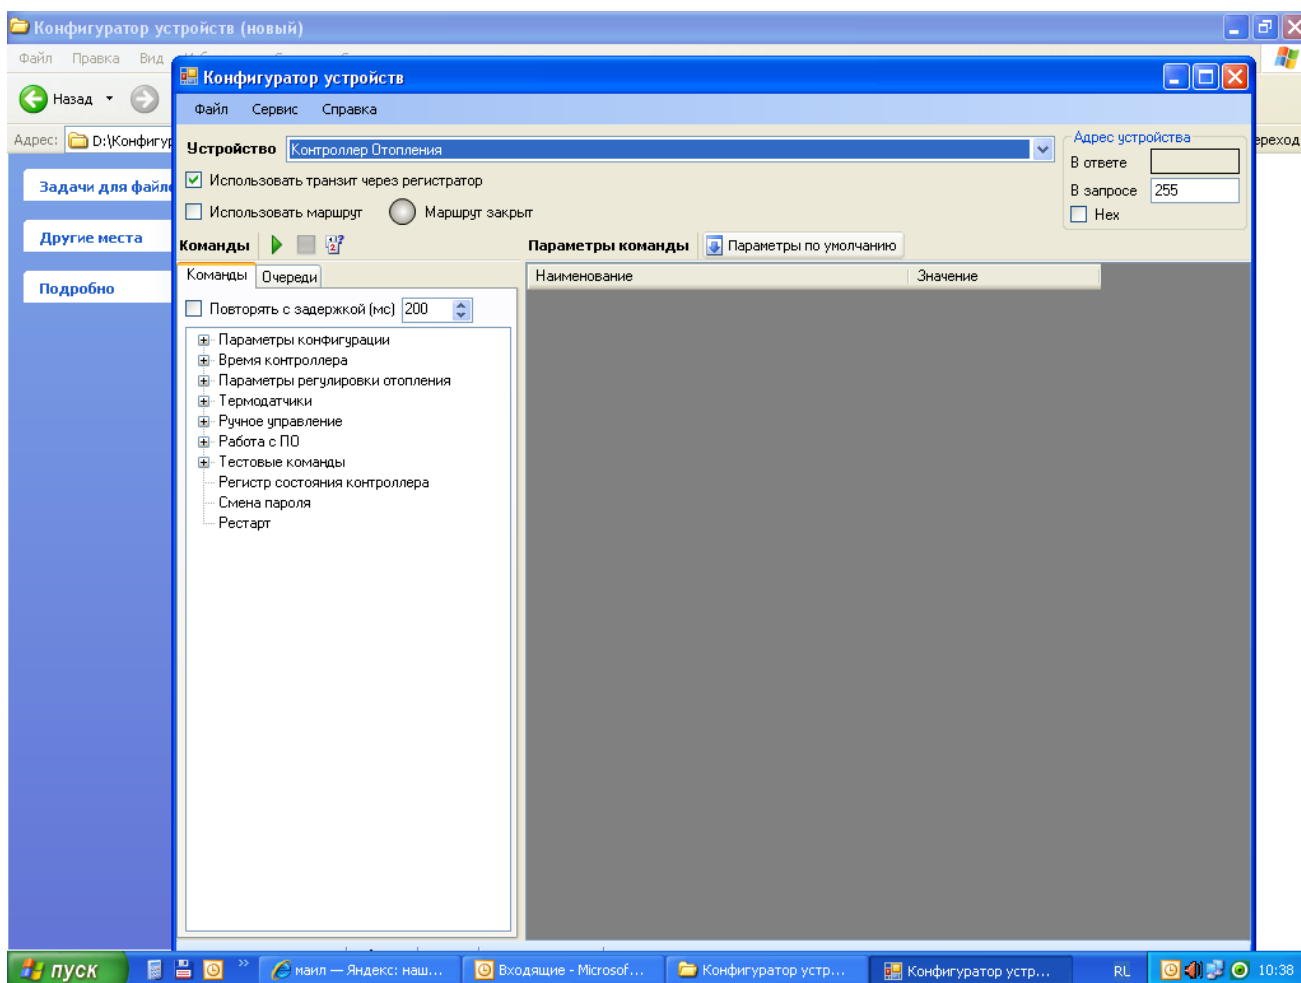 Конфигуратор устройств (новый)
Файл Правка Вид
Конфигуратор устройств
Назад
Файл Сервис Справка
Адрес: D:\Конфигур
Переход
Устройство Контроллер Отопления
Адрес устройства
В ответе
Использовать транзит через регистратор
В запросе 255
Задачи для файло
Использовать маршрут Маршрут закрыт
Hex
Другие места
Команды
Параметры команды Параметры по умолчанию
Команды Очереди
Наименование Значение
Подробно
Повторять с задержкой (мс) 200
Параметры конфигурации
Время контроллера
Параметры регулировки отопления
Термодатчики
Ручное управление
Работа с ПО
Тестовые команды
Регистр состояния контроллера
Смена пароля
Рестарт
пуск
маил — Яндекс: наш...
Входящие - Microsof...
Конфигуратор устр...
Конфигуратор устр...
RL
10:38